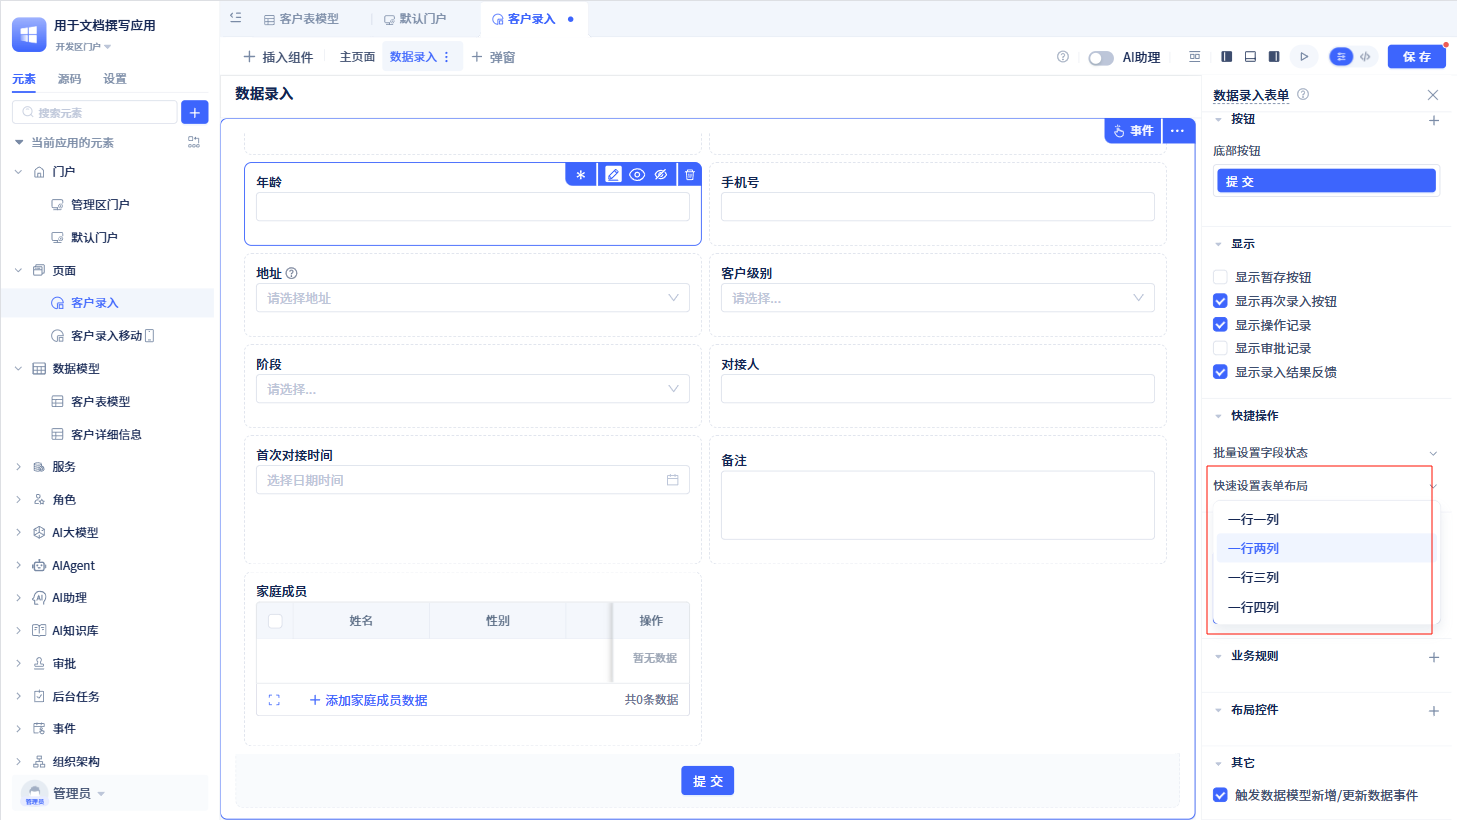 用于文档撰写应用
开发区门户
元素 源码 设置
搜索元素
当前应用的元素
门户
管理区门户
默认门户
页面
客户录入
客户录入移动
数据模型
客户表模型
客户详细信息
服务
角色
AI大模型
AIAgent
AI助理
AI知识库
审批
后台任务
事件
组织架构
管理员
管理员
客户表模型 默认门户 客户录入
插入组件 主页面 数据录入 弹窗
AI助理 保 存
数据录入
事件
年龄
手机号
地址
请选择地址
客户级别
请选择...
阶段
请选择...
对接人
首次对接时间
选择日期时间
备注
家庭成员
姓名 性别 操作
暂无数据
添加家庭成员数据 共0条数据
提 交
数据录入表单
按钮
底部按钮
提 交
显示
显示暂存按钮
显示再次录入按钮
显示操作记录
显示审批记录
显示录入结果反馈
快捷操作
批量设置字段状态
快速设置表单布局
一行一列
一行两列
一行三列
一行四列
业务规则
布局控件
其它
触发数据模型新增/更新数据事件